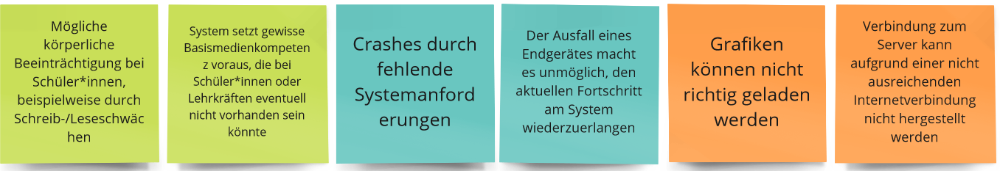 Mögliche
körperliche
Beeinträchtigung bei
Schüler*innen,
beispielweise durch
Schreib-/Leseschwäc
hen
System setzt gewisse
Basismedienkompeten
z voraus, die bei
Schüler*innen oder
Lehrkräften eventuell
nicht vorhanden sein
könnte
Crashes durch
fehlende
Systemanford
erungen
Der Ausfall eines
Endgerätes macht
es unmöglich, den
aktuellen Fortschritt
am System
wiederzuerlangen
Grafiken
können nicht
richtig geladen
werden
Verbindung zum
Server kann
aufgrund einer nicht
ausreichenden
Internetverbindung
nicht hergestellt
werden